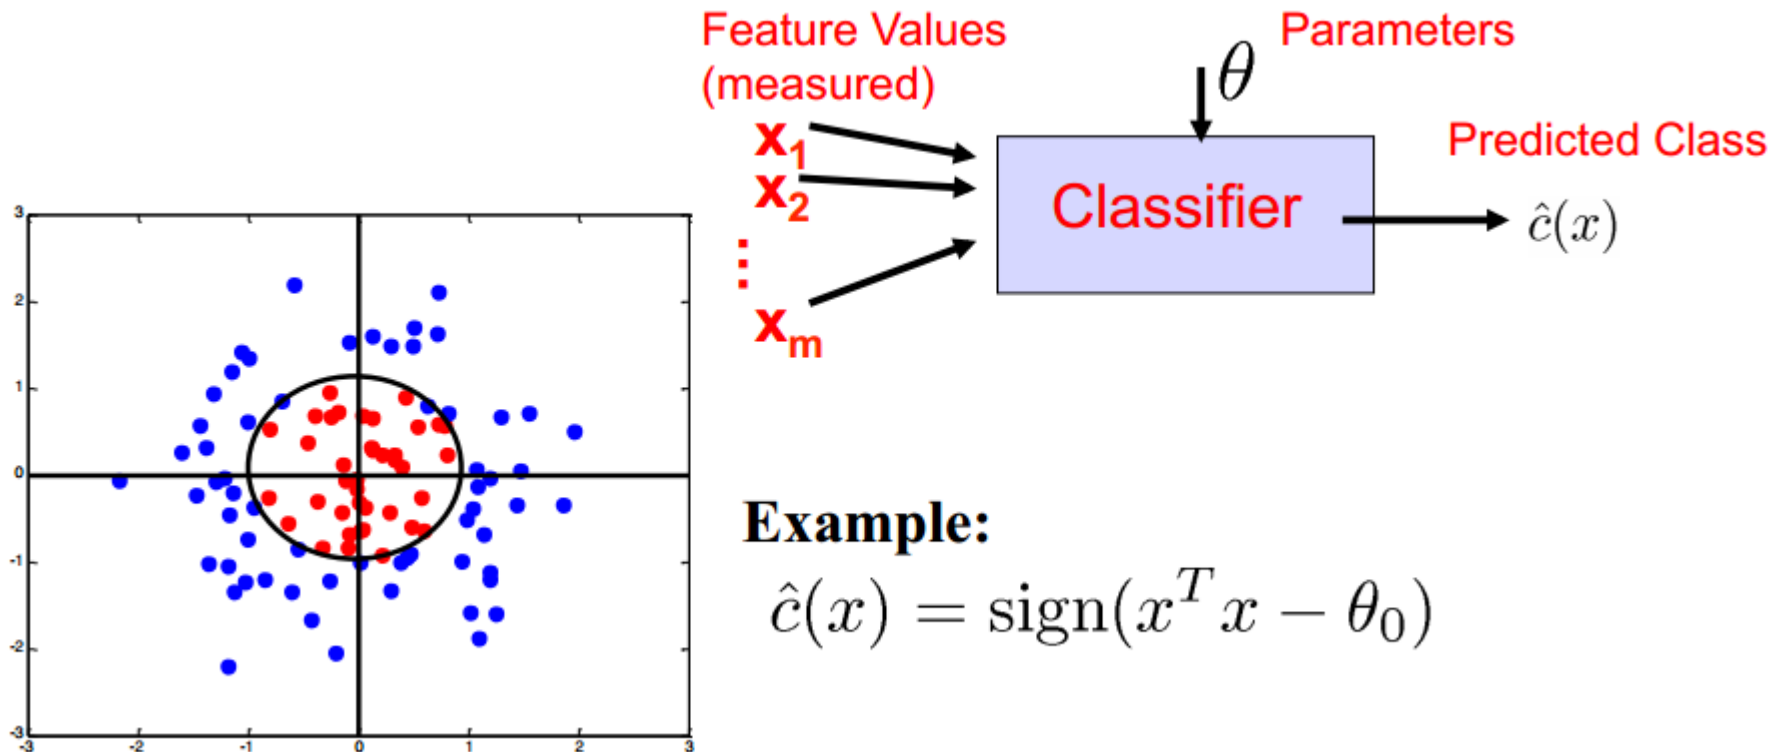 Feature Values
(measured)
Parameters
θ
x₁
x₂
⋮
xₘ
Classifier
Predicted Class
ĉ(x)
3
2
1
0
-1
-2
-3
-3 -2 -1 0 1 2 3
Example:
ĉ(x) = sign(xᵀx − θ₀)